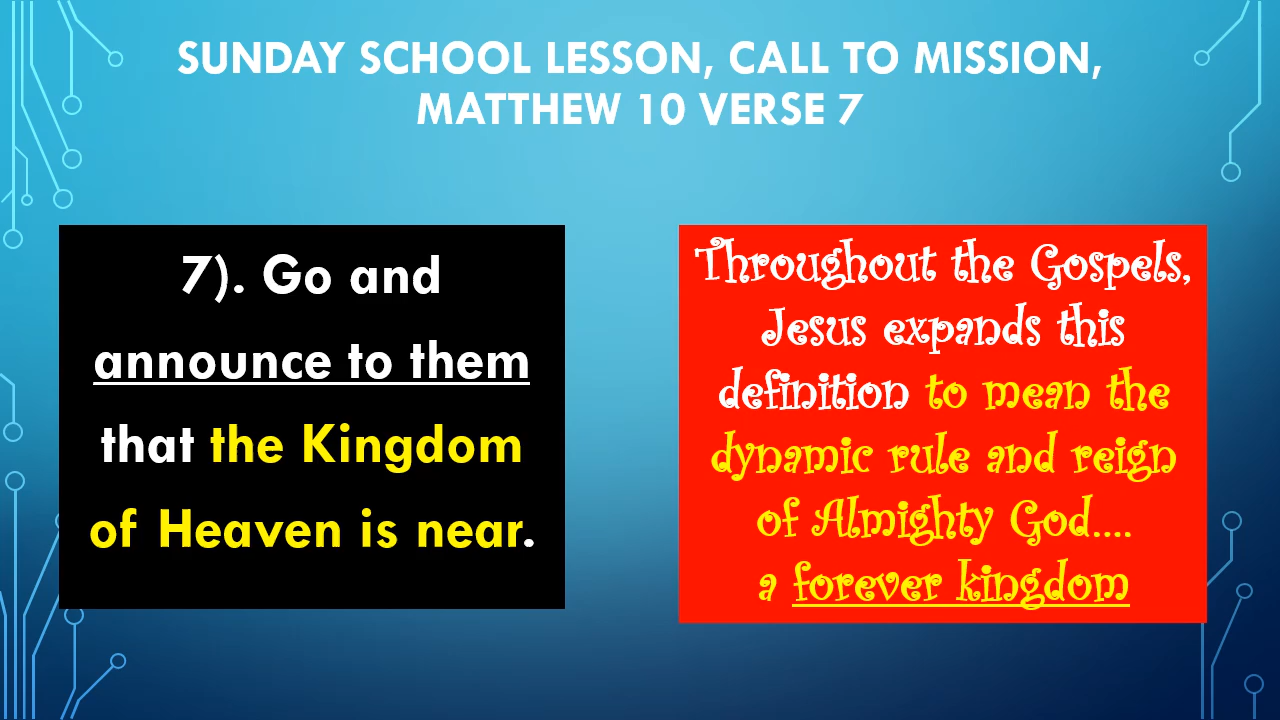 SUNDAY SCHOOL LESSON, CALL TO MISSION,
MATTHEW 10 VERSE 7
7). Go and
announce to them
that the Kingdom
of Heaven is near.
Throughout the Gospels,
Jesus expands this
definition to mean the
dynamic rule and reign
of Almighty God....
a forever kingdom